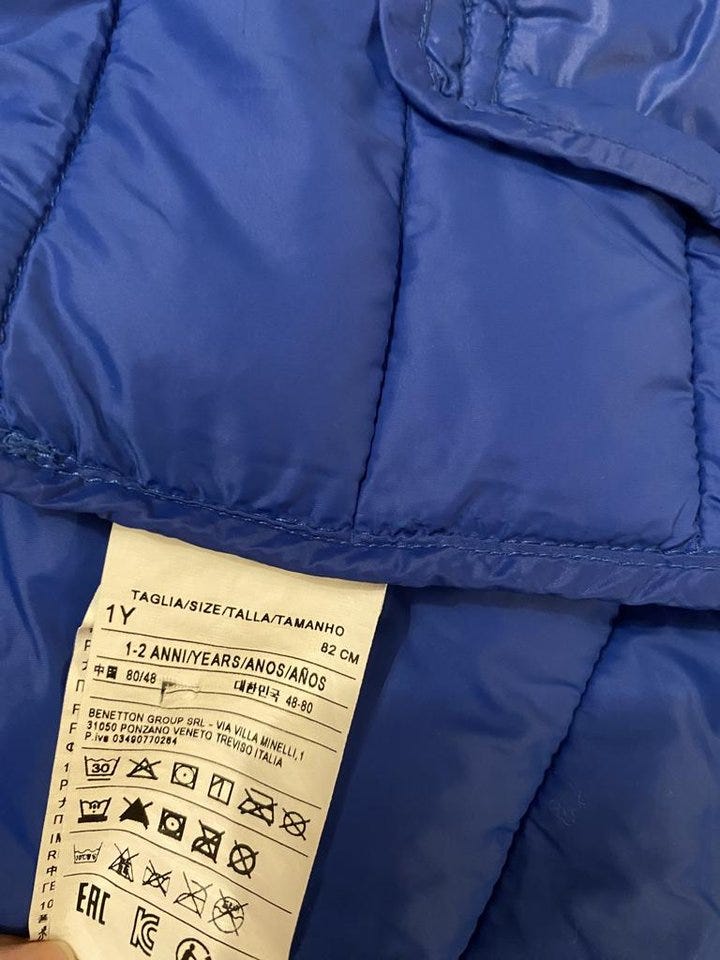 TAGLIA/SIZE/TALLA/TAMANHO
1Y 82 CM
1-2 ANNI/YEARS/ANOS/AÑOS
中国 80/48 대한민국 48-80
BENETTON GROUP SRL - VIA VILLA MINELLI,1
31050 PONZANO VENETO TREVISO ITALIA
P.iva 03490770264
30
EAC